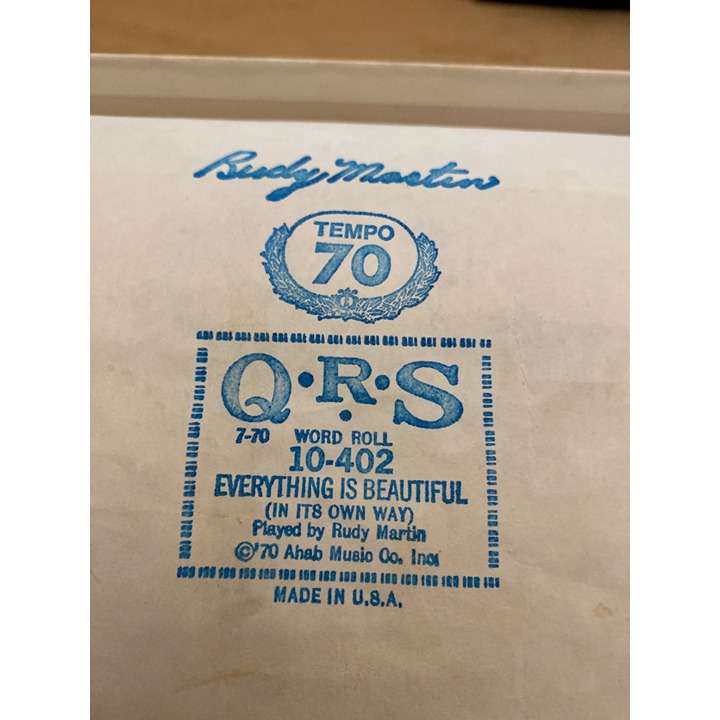 Rudy Martin
TEMPO
70
Q·R·S
7-70 WORD ROLL
10-402
EVERYTHING IS BEAUTIFUL
(IN ITS OWN WAY)
Played by Rudy Martin
©'70 Ahab Music Co. Inc.
MADE IN U.S.A.